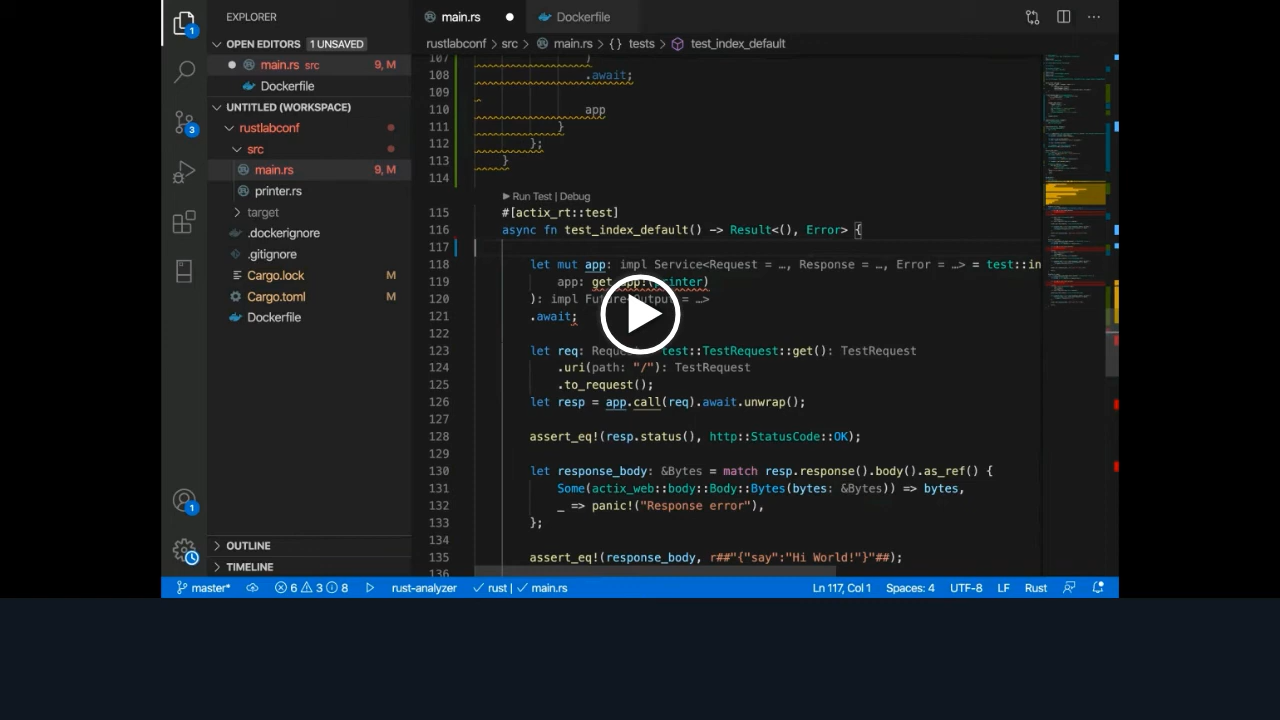 1
3
1
EXPLORER
OPEN EDITORS 1 UNSAVED
main.rs src 9, M
Dockerfile
UNTITLED (WORKSPACE)
rustlabconf
src
main.rs 9, M
printer.rs
target
.dockerignore
.gitignore
Cargo.lock M
Cargo.toml M
Dockerfile
OUTLINE
TIMELINE
main.rs
Dockerfile
rustlabconf > src > main.rs > {} tests > test_index_default
107 )
108 .await;
109
110 app
111 }
112 };
113 }
114
Run Test | Debug
115 #[actix_rt::test]
116 async fn test_index_default() -> Result<(), Error> {
117
118 let mut app: impl Service<Request = …, Response = …, Error = …> = test::in
119 app: get_app!(printer)
120 ): impl Future<Output = …>
121 .await;
122
123 let req: test::TestRequest::get(): TestRequest
124 .uri(path: "/"): TestRequest
125 .to_request();
126 let resp = app.call(req).await.unwrap();
127
128 assert_eq!(resp.status(), http::StatusCode::OK);
129
130 let response_body: &Bytes = match resp.response().body().as_ref() {
131 Some(actix_web::body::Body::Bytes(bytes: &Bytes)) => bytes,
132 _ => panic!("Response error"),
133 };
134
135 assert_eq!(response_body, r##"{"say":"Hi World!"}"##);
136
master* 6 3 8 rust-analyzer ✓ rust | ✓ main.rs Ln 117, Col 1 Spaces: 4 UTF-8 LF Rust